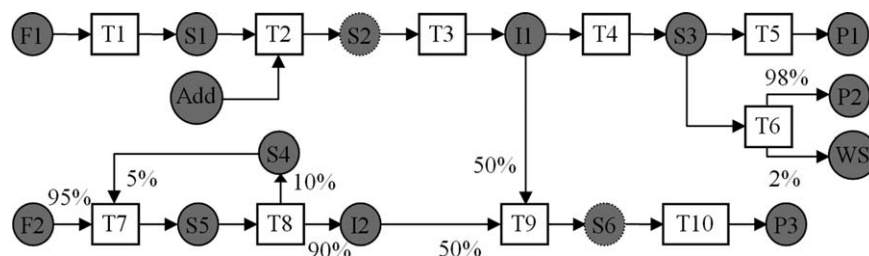 F1 T1 S1 T2 S2 T3 I1 T4 S3 T5 P1
98%
Add P2
T6
S4 WS
5% 10% 50% 2%
95%
F2 T7 S5 T8 I2 T9 S6 T10 P3
90% 50%